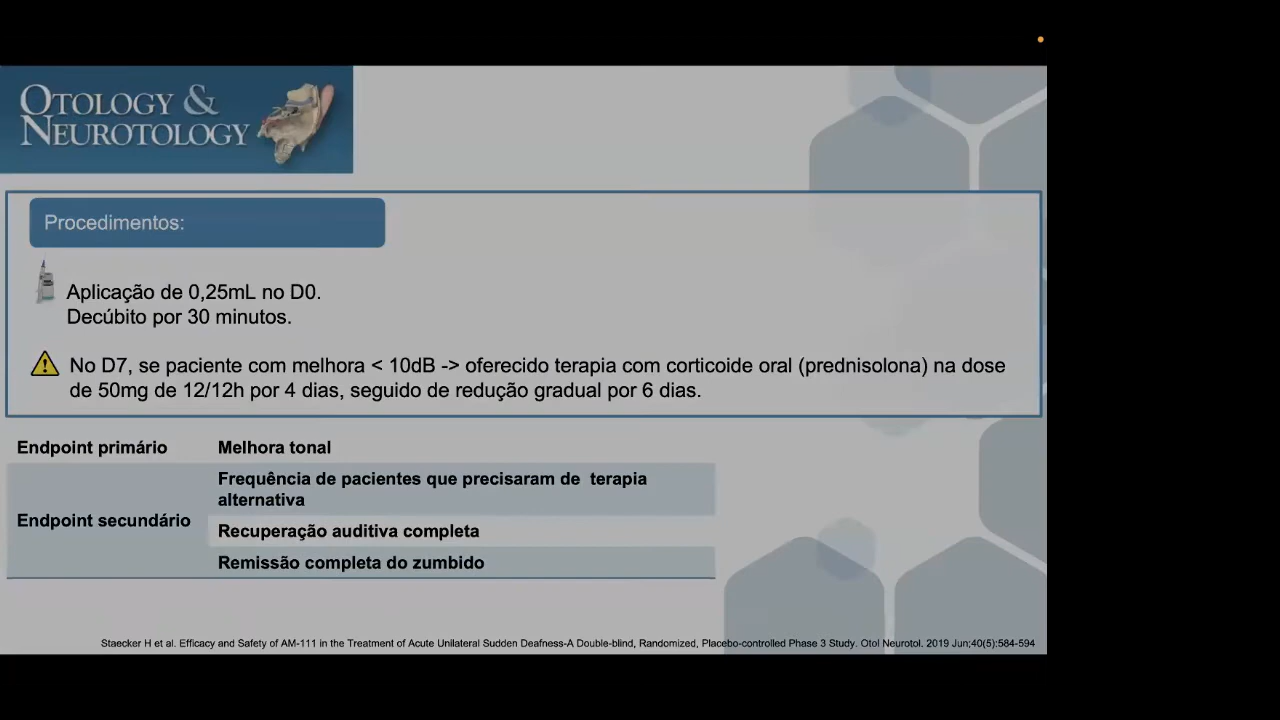 OTOLOGY &
NEUROTOLOGY
Procedimentos:
Aplicação de 0,25mL no D0.
Decúbito por 30 minutos.
No D7, se paciente com melhora < 10dB -> oferecido terapia com corticoide oral (prednisolona) na dose
de 50mg de 12/12h por 4 dias, seguido de redução gradual por 6 dias.
Endpoint primário
Melhora tonal
Endpoint secundário
Frequência de pacientes que precisaram de terapia
alternativa
Recuperação auditiva completa
Remissão completa do zumbido
Staecker H et al. Efficacy and Safety of AM-111 in the Treatment of Acute Unilateral Sudden Deafness-A Double-blind, Randomized, Placebo-controlled Phase 3 Study. Otol Neurotol. 2019 Jun;40(5):584-594